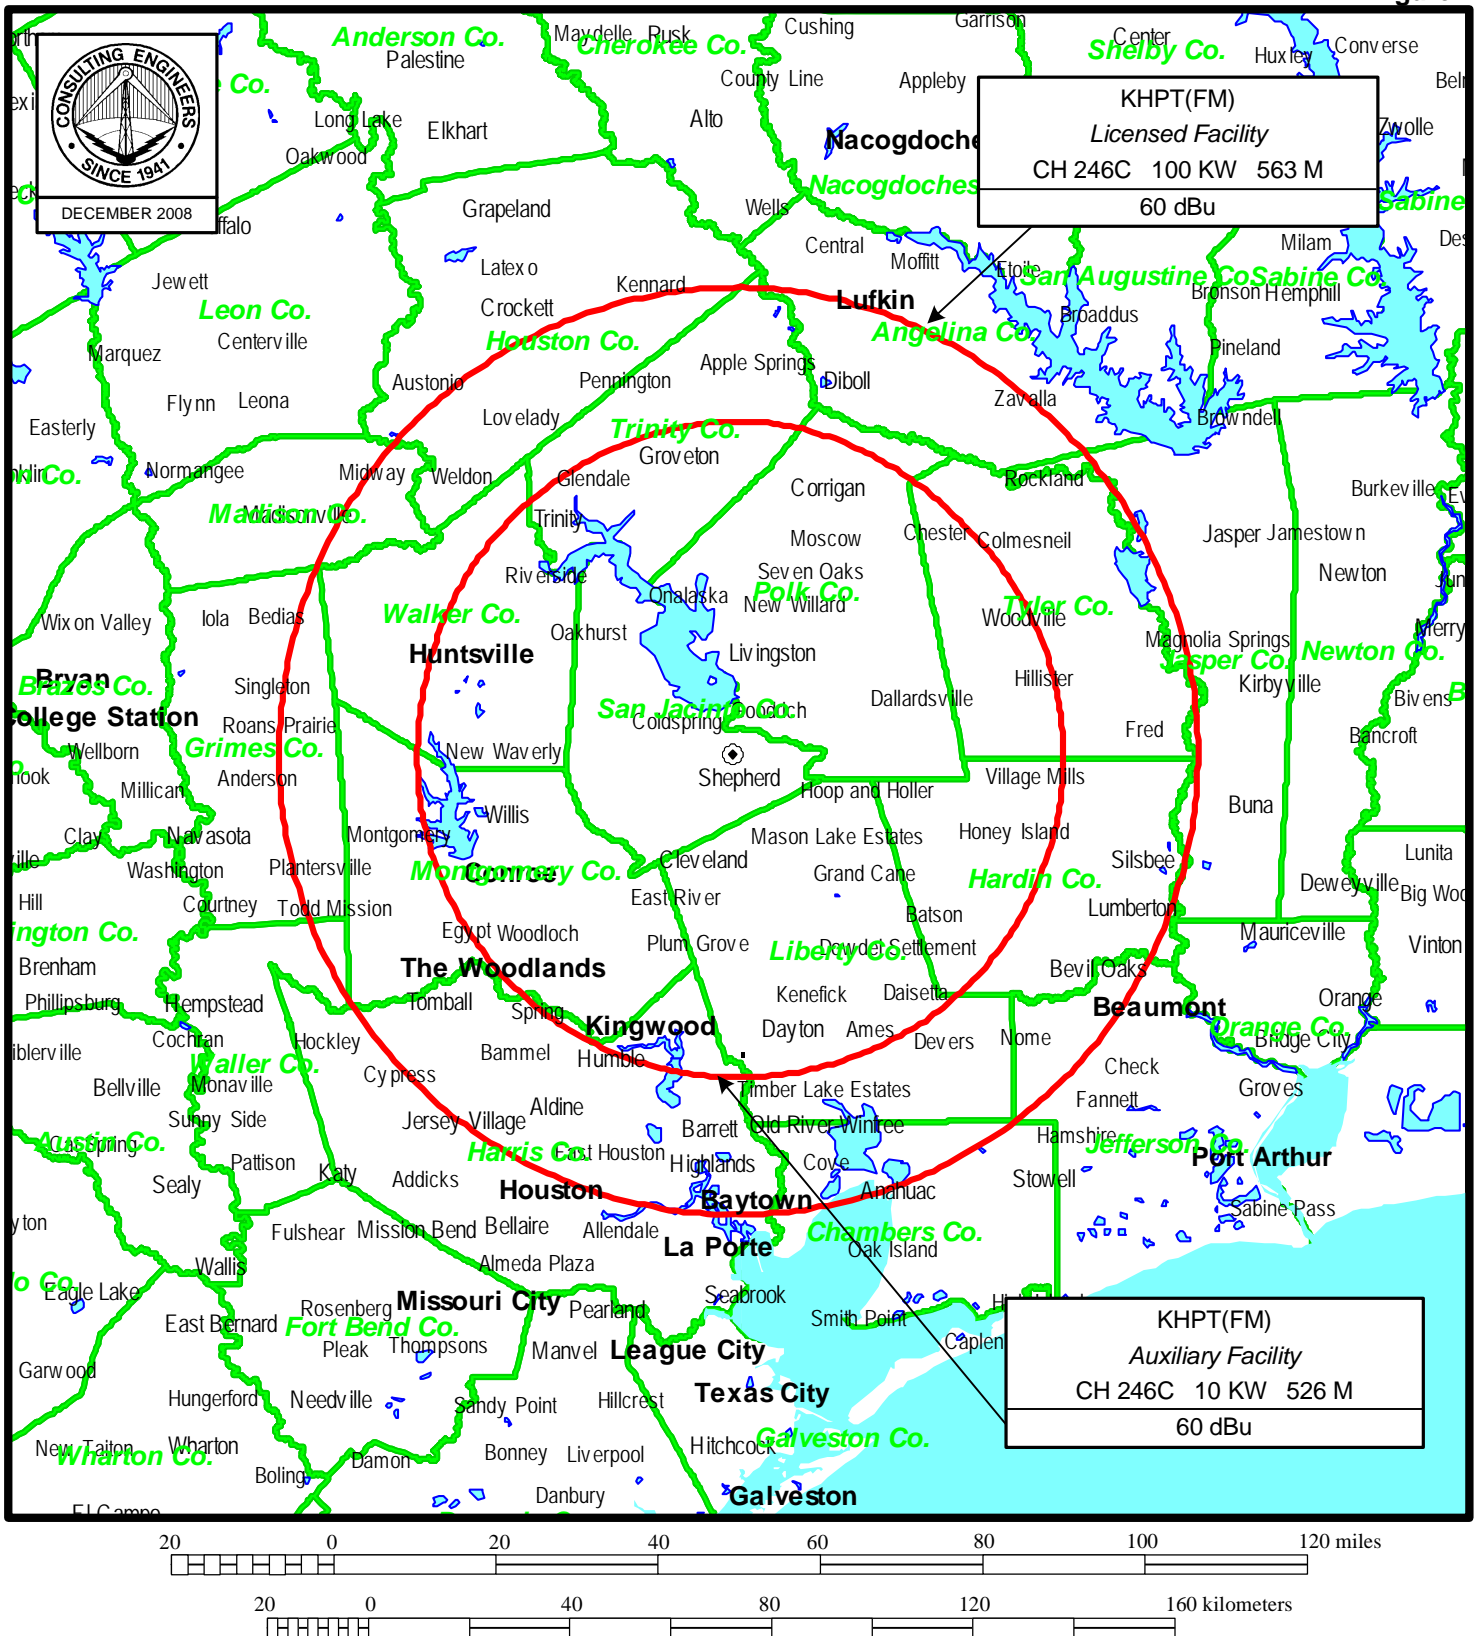 CONSULTING ENGINEERS
SINCE 1941
DECEMBER 2008
KHPT(FM)
Licensed Facility
CH 246C 100 KW 563 M
60 dBu
Anderson Co.
Palestine
Maydelle
Rusk
Cherokee Co.
Cushing
Garrison
Center
Shelby Co.
Huxley
Converse
County Line
Appleby
Long Lake
Elkhart
Alto
Oakwood
Zwolle
Grapeland
Wells
Central
Moffitt
Etoile
Milam
Jewett
Latexo
Kennard
San Augustine Co.
Sabine Co.
Bronson
Hemphill
Leon Co.
Crockett
Lufkin
Broaddus
Centerville
Houston Co.
Angelina Co.
Marquez
Apple Springs
Pineland
Austonio
Pennington
Diboll
Flynn
Leona
Lovelady
Zavalla
Browndell
Easterly
Trinity Co.
Groveton
Normangee
Midway
Weldon
Glendale
Corrigan
Rockland
Burkeville
Madison Co.
Madisonville
Trinity
Moscow
Chester
Colmesneil
Jasper
Jamestown
Riverside
Seven Oaks
Newton
Onalaska
New Willard
Polk Co.
Tyler Co.
Wixon Valley
Iola
Bedias
Walker Co.
Oakhurst
Woodville
Magnolia Springs
Huntsville
Livingston
Jasper Co.
Newton Co.
Bryan
Brazos Co.
Singleton
Hillister
Kirbyville
Bivens
College Station
Roans Prairie
San Jacinto Co.
Coldspring
Goodrich
Dallardsville
Fred
Bancroft
Wellborn
Grimes Co.
New Waverly
Millican
Anderson
Shepherd
Hoop and Holler
Village Mills
Buna
Willis
Clay
Navasota
Montgomery
Mason Lake Estates
Honey Island
Washington
Plantersville
Montgomery Co.
Conroe
Cleveland
Grand Cane
Hardin Co.
Silsbee
Lunita
Deweyville
Hill
Courtney
Todd Mission
East River
Batson
Lumberton
Egypt
Woodloch
Plum Grove
Liberty Co.
Dowdet Settlement
Mauriceville
Vinton
Brenham
The Woodlands
Bevil Oaks
Phillipsburg
Hempstead
Tomball
Spring
Kenefick
Daisetta
Beaumont
Orange
Cochran
Hockley
Kingwood
Dayton
Ames
Devers
Nome
Orange Co.
Bridge City
Waller Co.
Bammel
Humble
Check
Bellville
Monaville
Cypress
Timber Lake Estates
Fannett
Groves
Sunny Side
Jersey Village
Aldine
Barrett
Old River Winfree
Hamshire
Jefferson Co.
Austin Co.
Cat Spring
Pattison
Harris Co.
East Houston
Highlands
Cove
Port Arthur
Sealy
Katy
Addicks
Houston
Baytown
Anahuac
Stowell
Sabine Pass
Fulshear
Mission Bend
Bellaire
Allendale
Chambers Co.
La Porte
Oak Island
Wallis
Almeda Plaza
Eagle Lake
Seabrook
Rosenberg
Missouri City
Pearland
Smith Point
East Bernard
Fort Bend Co.
Pleak
Thompsons
Manvel
League City
Garwood
Texas City
Hungerford
Needville
Sandy Point
Hillcrest
New Taiton
Wharton
Wharton Co.
Bonney
Liverpool
Hitchcock
Galveston Co.
Boling
Damon
Danbury
Galveston
KHPT(FM)
Auxiliary Facility
CH 246C 10 KW 526 M
60 dBu
20 0 20 40 60 80 100 120 miles
20 0 40 80 120 160 kilometers